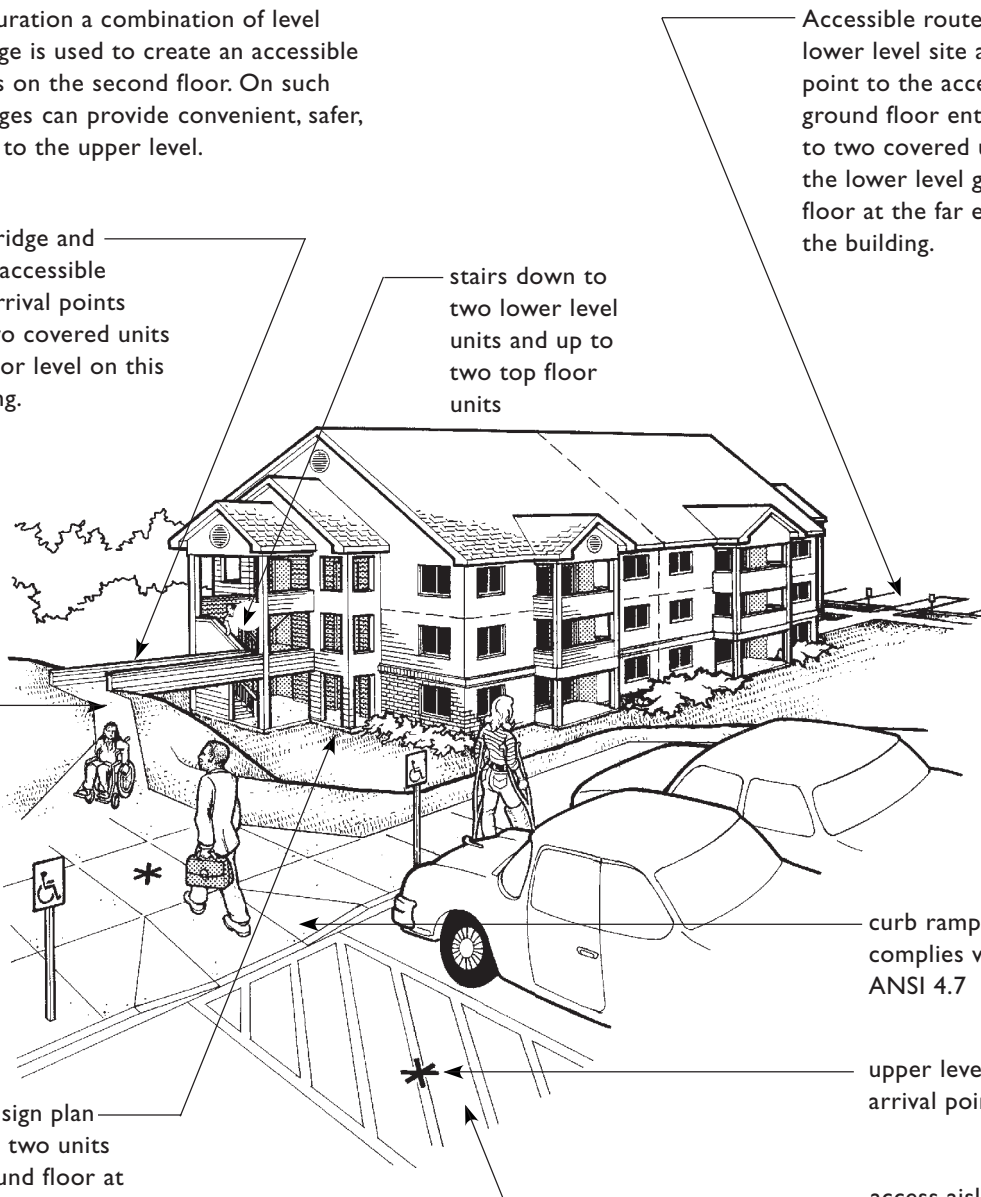 uration a combination of level
ge is used to create an accessible
s on the second floor. On such
ges can provide convenient, safer,
to the upper level.
Accessible route
lower level site a
point to the acce
ground floor ent
to two covered u
the lower level g
floor at the far e
the building.
ridge and
accessible
rrival points
o covered units
or level on this
ng.
stairs down to
two lower level
units and up to
two top floor
units
curb ramp
complies w
ANSI 4.7
upper leve
arrival poi
sign plan
two units
und floor at
access aisl